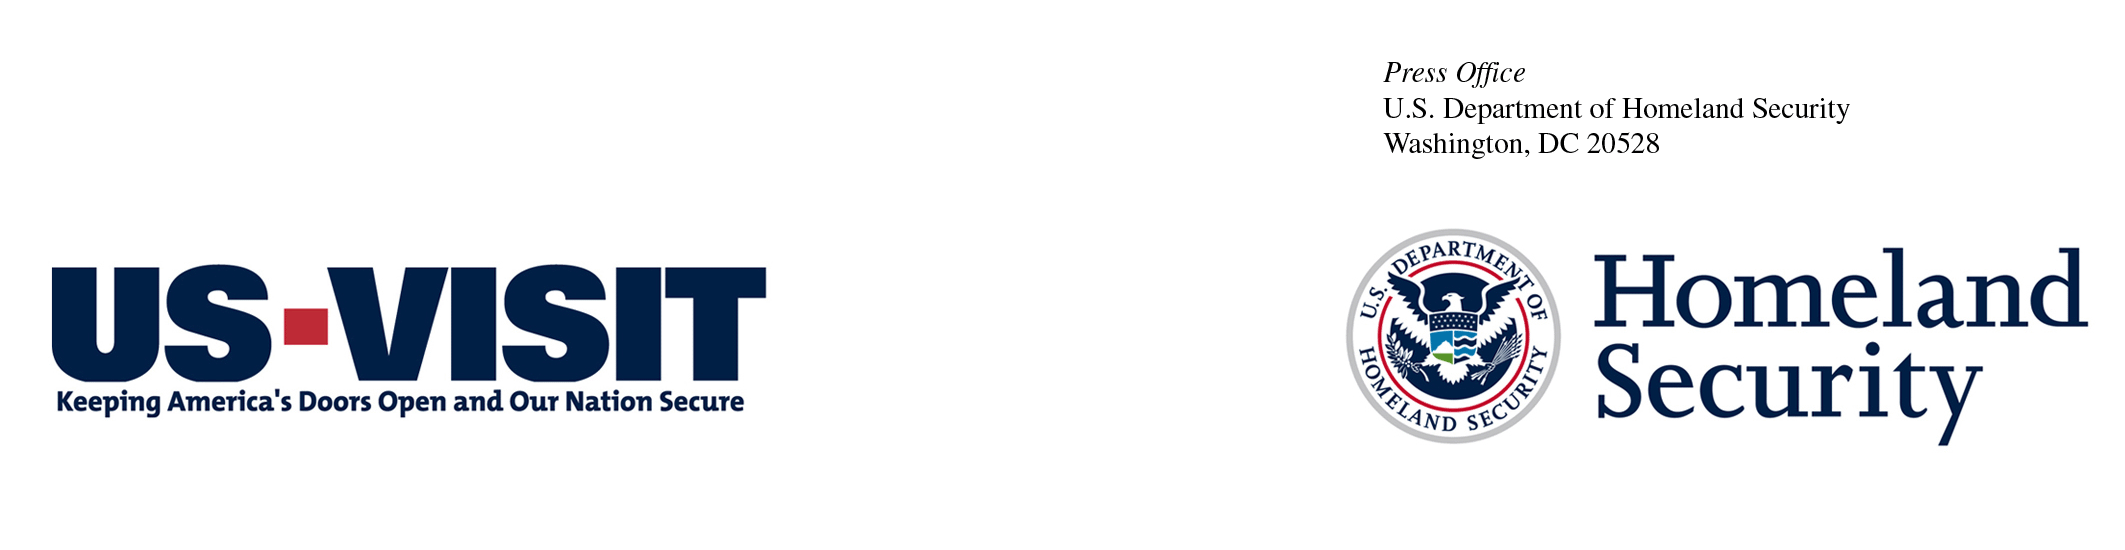 Press Office
U.S. Department of Homeland Security
Washington, DC 20528
US-VISIT
Keeping America's Doors Open and Our Nation Secure
U.S. DEPARTMENT OF
HOMELAND SECURITY
Homeland
Security